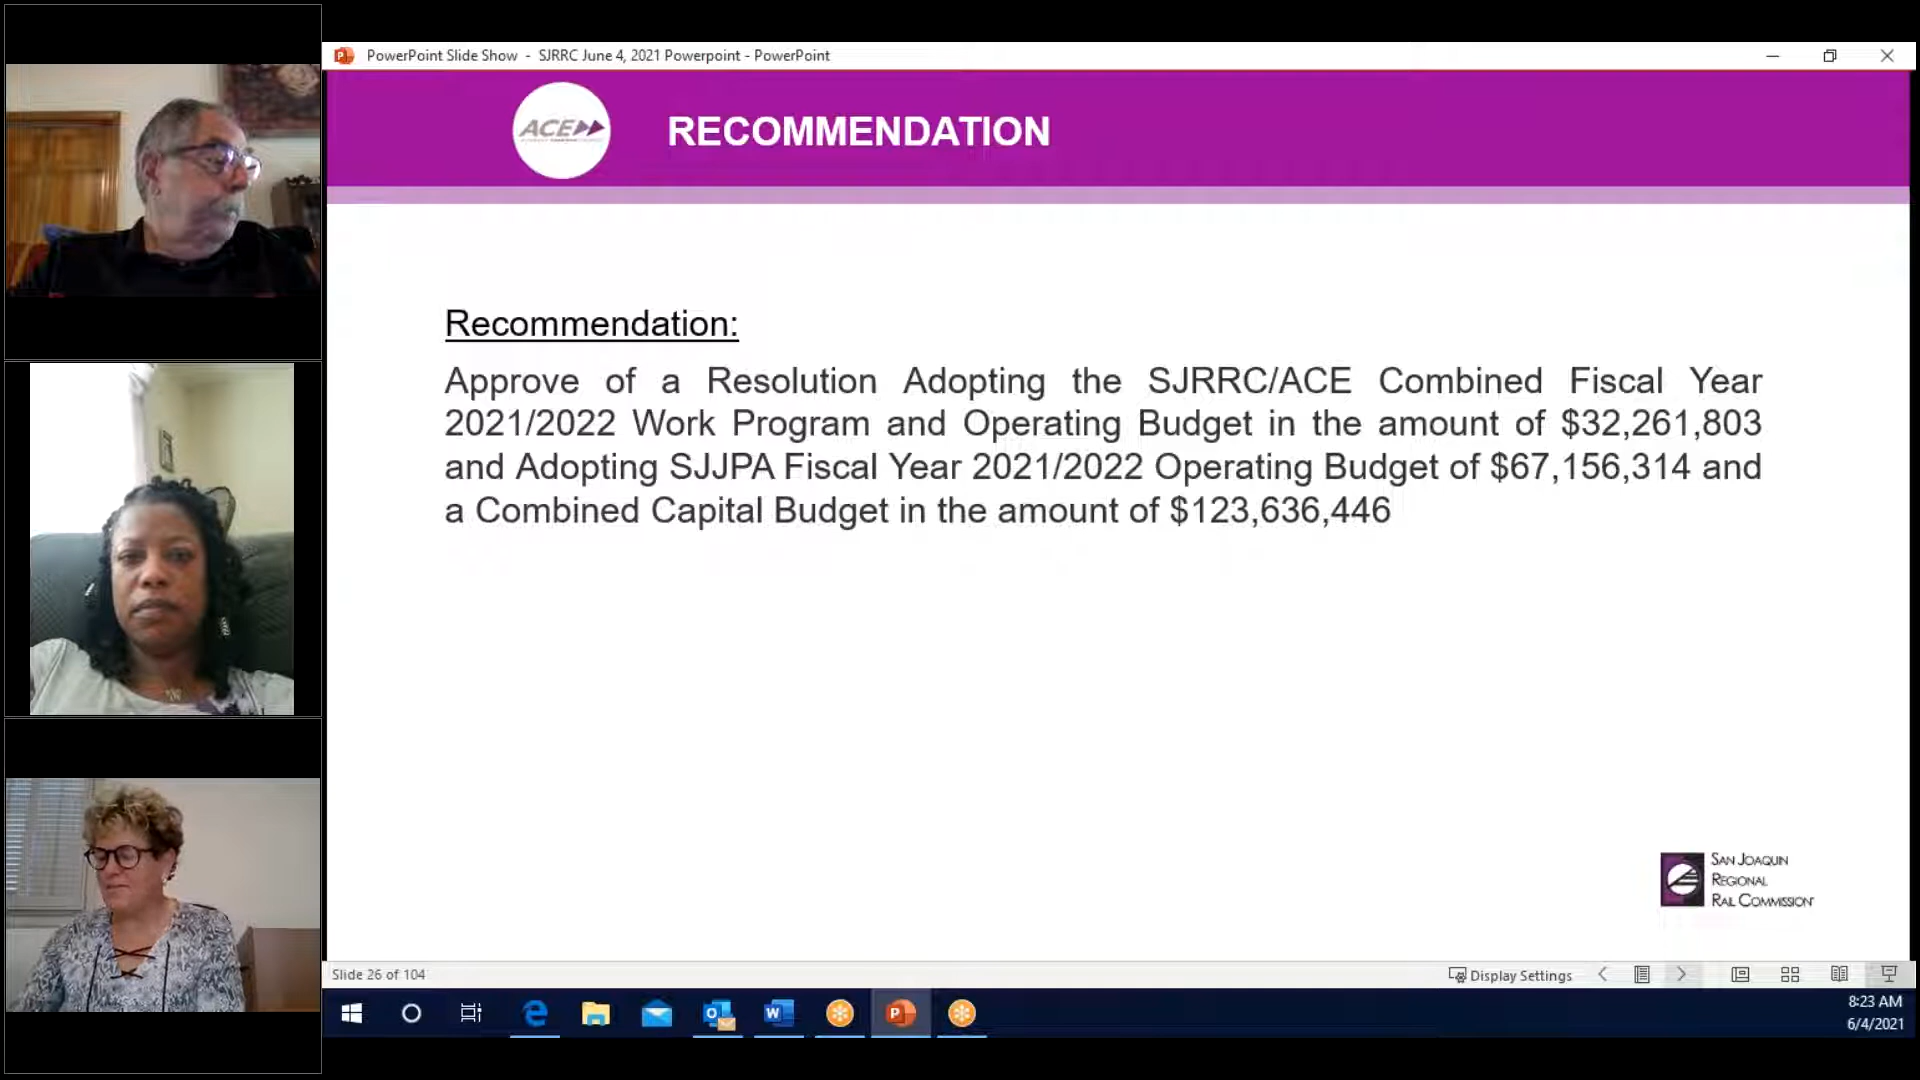 PowerPoint Slide Show - SJRRC June 4, 2021 Powerpoint - PowerPoint
ACE
RECOMMENDATION
Recommendation:
Approve of a Resolution Adopting the SJRRC/ACE Combined Fiscal Year
2021/2022 Work Program and Operating Budget in the amount of $32,261,803
and Adopting SJJPA Fiscal Year 2021/2022 Operating Budget of $67,156,314 and
a Combined Capital Budget in the amount of $123,636,446
SAN JOAQUIN
REGIONAL
RAIL COMMISSION
Slide 26 of 104
Display Settings
8:23 AM
6/4/2021